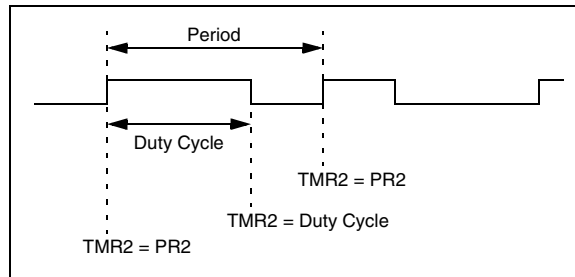 Period
Duty Cycle
TMR2 = PR2
TMR2 = Duty Cycle
TMR2 = PR2